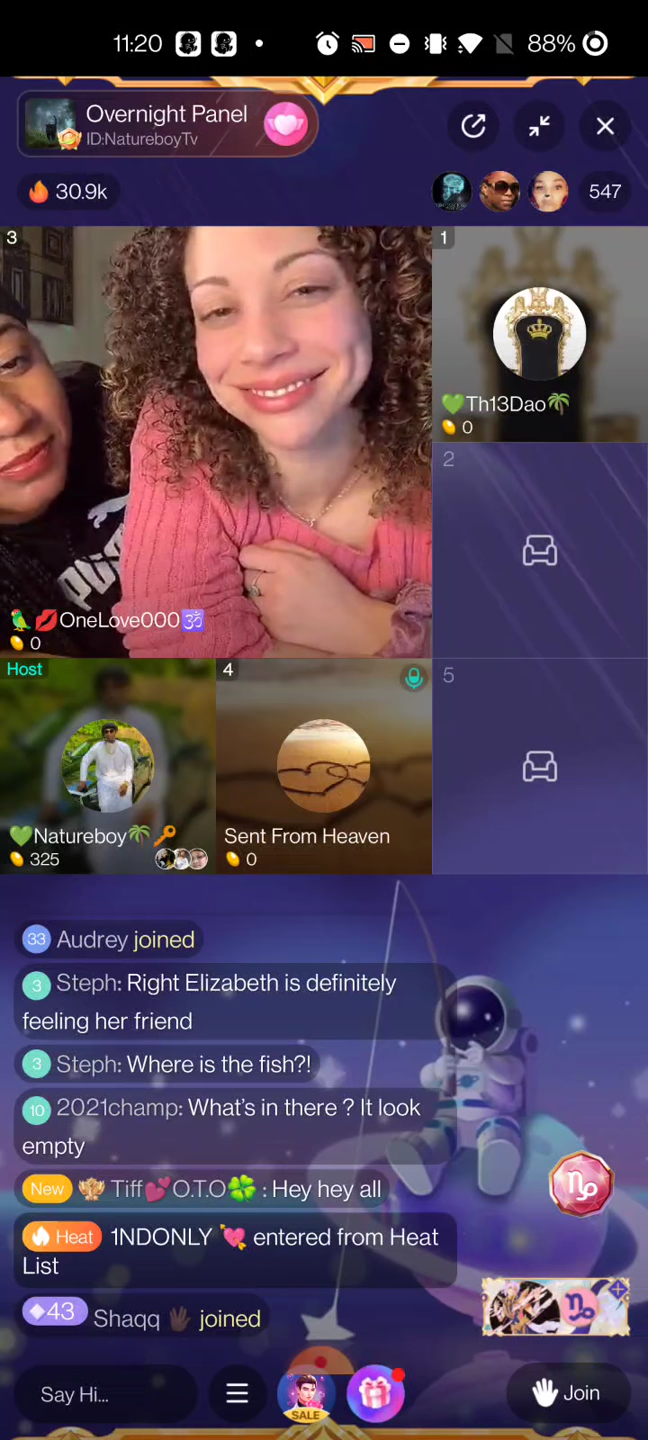 11:20
88%
Overnight Panel
ID:NatureboyTv
30.9k
547
3
1
PUMA
🦜💋OneLove000🕉
0
💚Th13Dao🌴
0
2
Host
4
5
💚Natureboy🌴🔑
325
Sent From Heaven
0
33 Audrey joined
3 Steph: Right Elizabeth is definitely
feeling her friend
3 Steph: Where is the fish?!
10 2021champ: What's in there ? It look
empty
New Tiff💕O.T.O🍀 : Hey hey all
Heat 1NDONLY 💘 entered from Heat
List
43 Shaqq 🖐🏾 joined
Say Hi...
SALE
Join